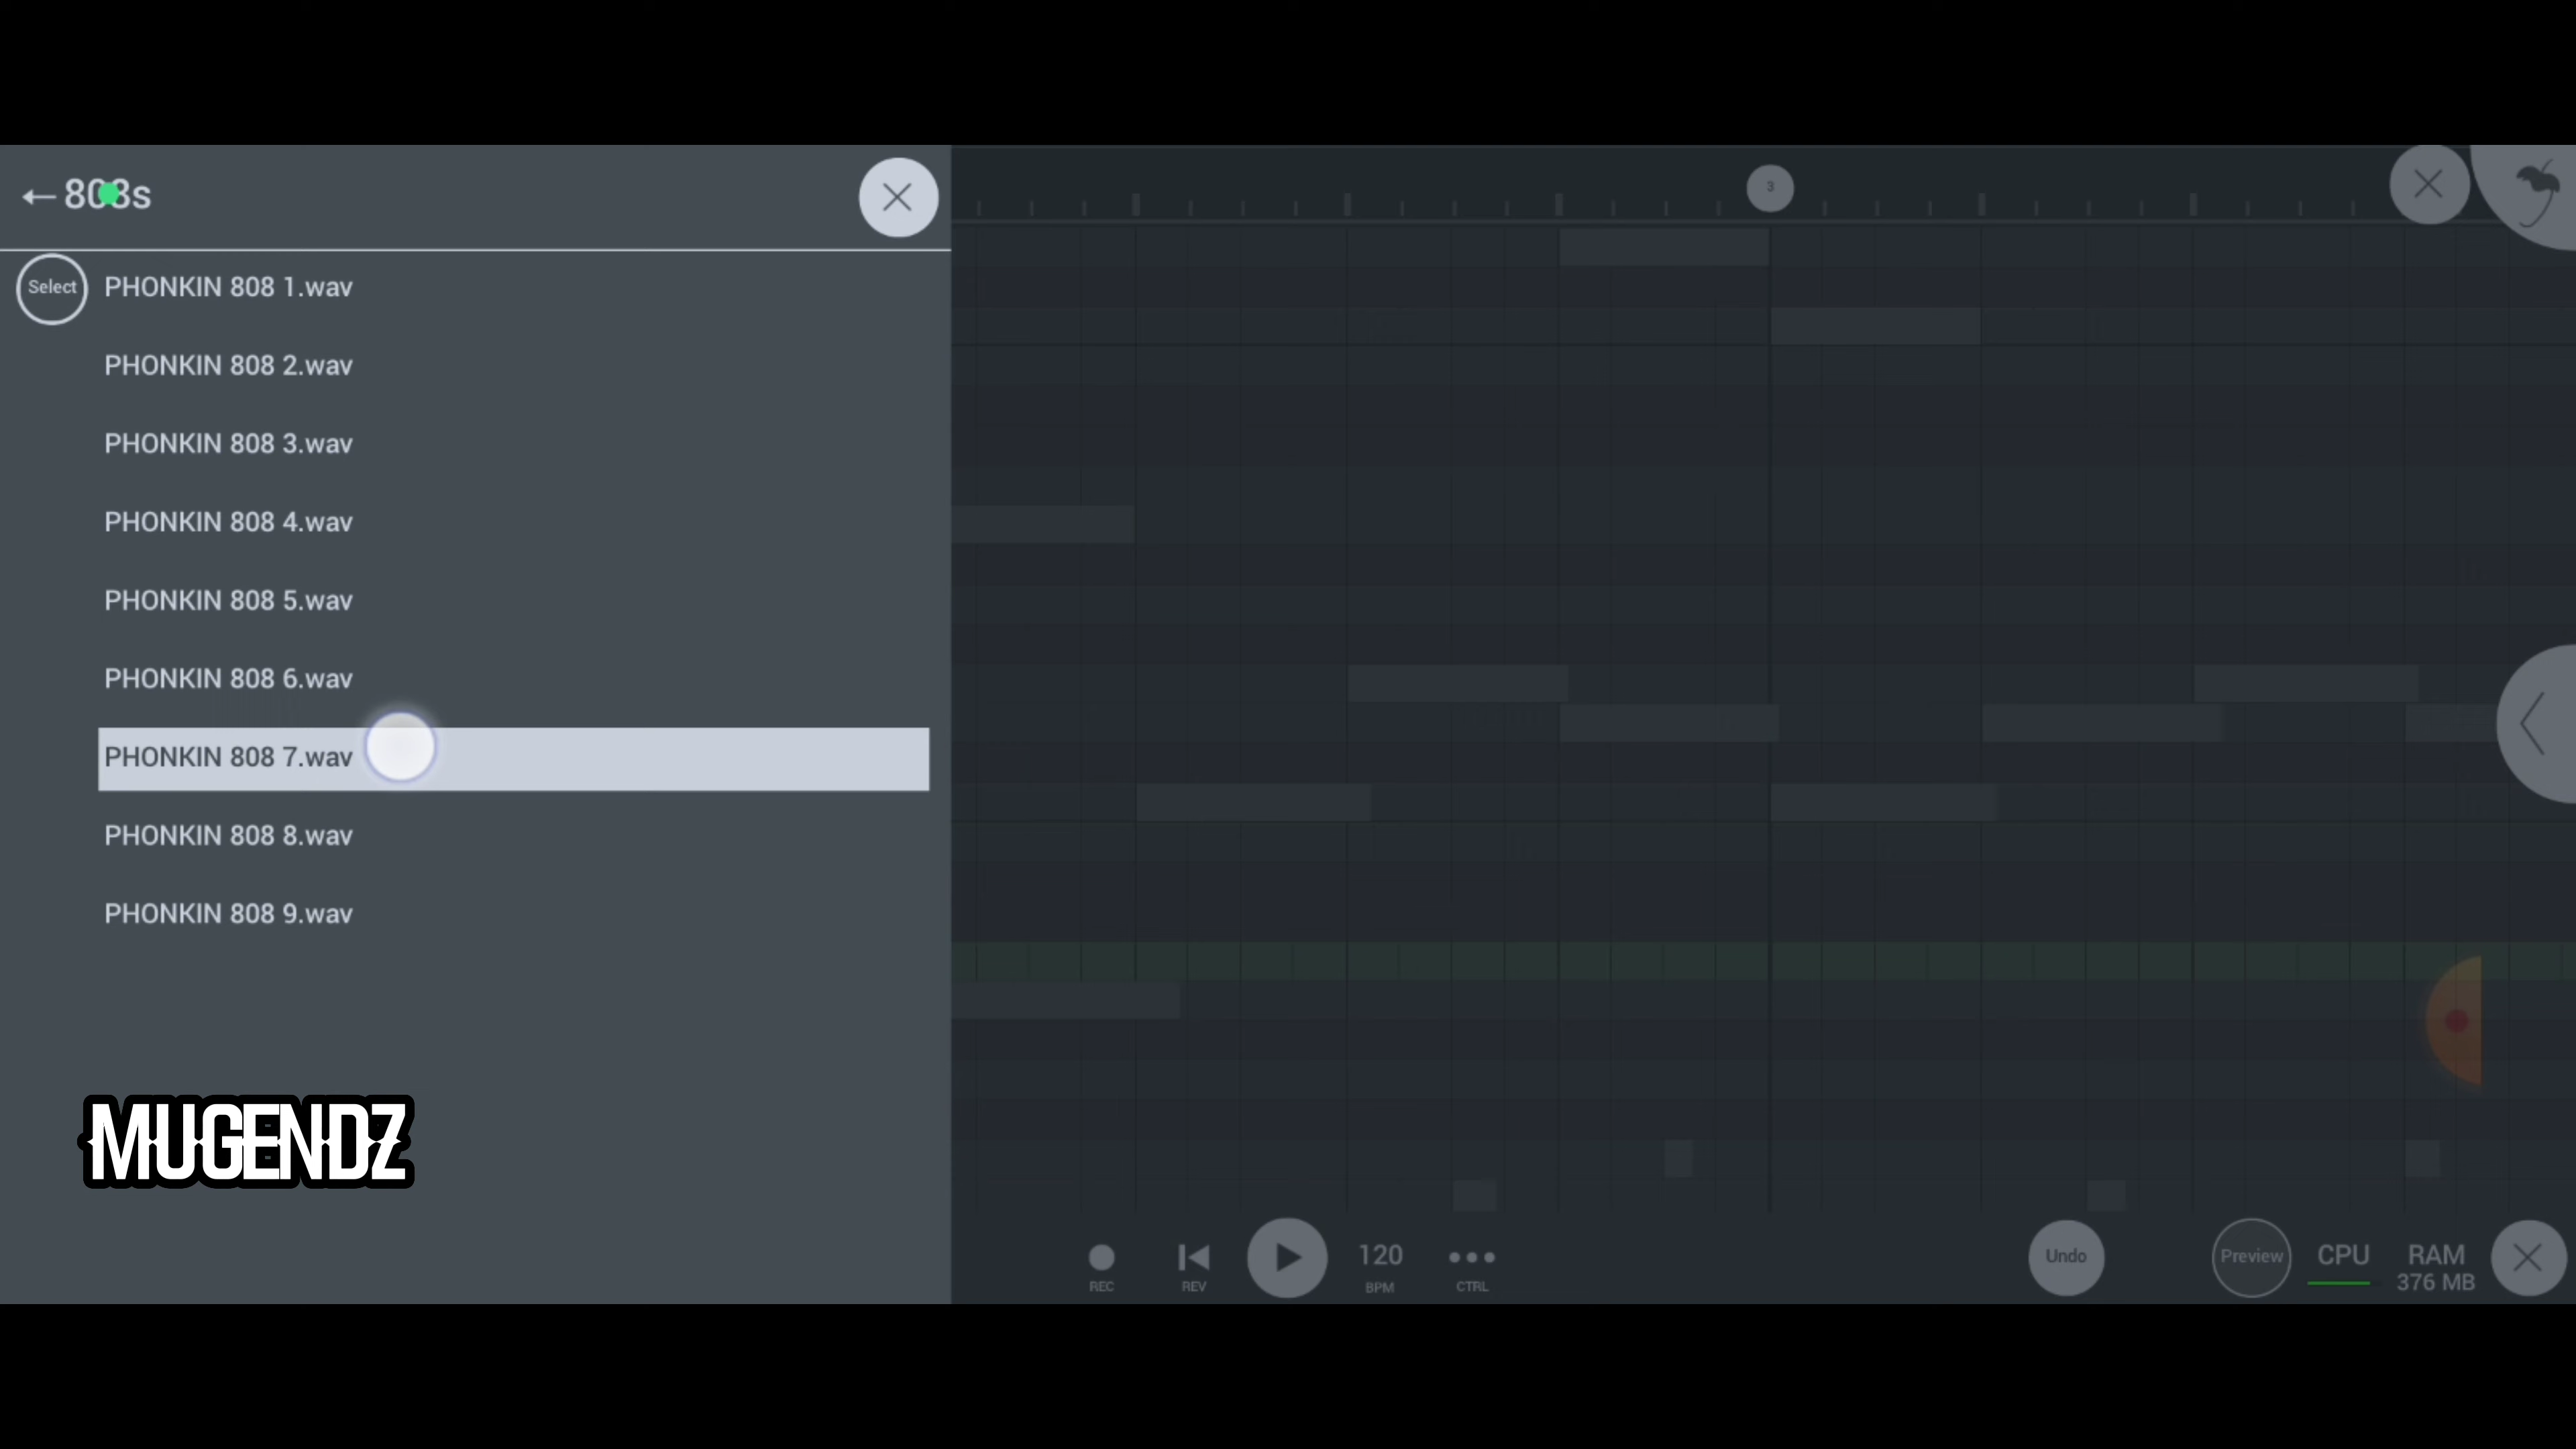 808s
Select
PHONKIN 808 1.wav
PHONKIN 808 2.wav
PHONKIN 808 3.wav
PHONKIN 808 4.wav
PHONKIN 808 5.wav
PHONKIN 808 6.wav
PHONKIN 808 7.wav
PHONKIN 808 8.wav
PHONKIN 808 9.wav
MUGENDZ
3
REC
REV
120
BPM
CTRL
Undo
Preview
CPU
RAM
376 MB